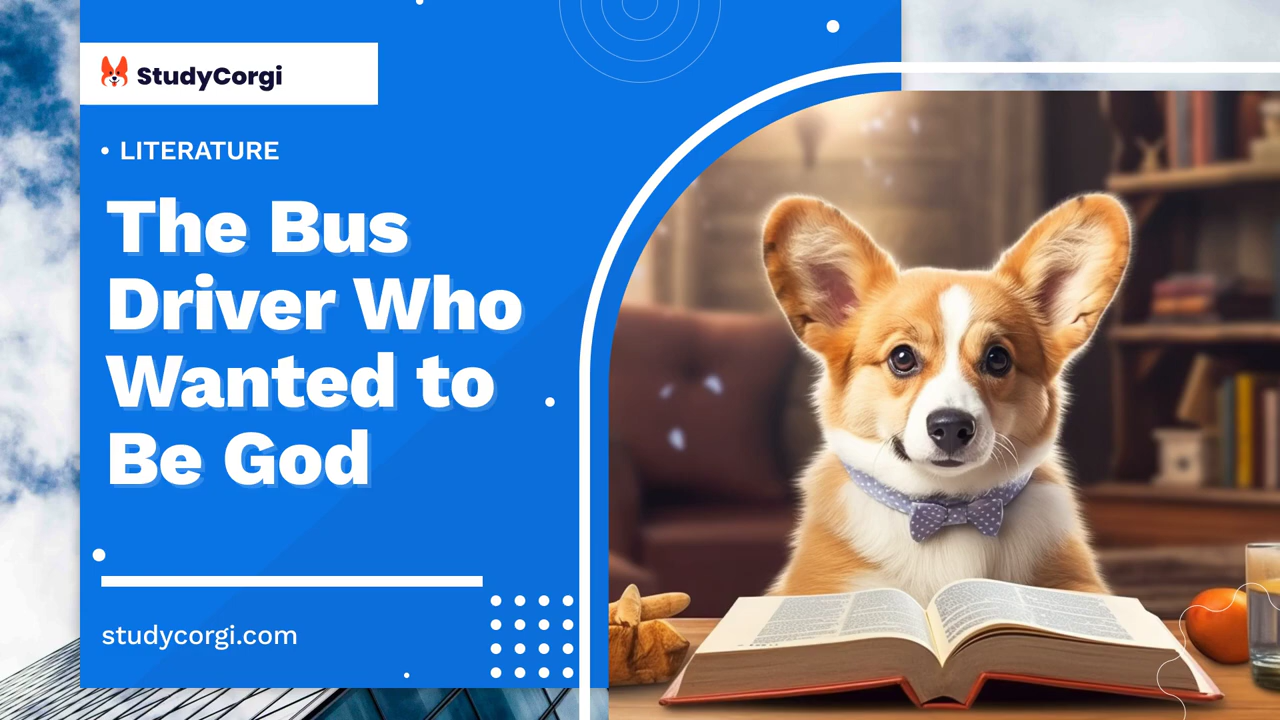 StudyCorgi
• LITERATURE
The Bus
Driver Who
Wanted to
Be God
studycorgi.com